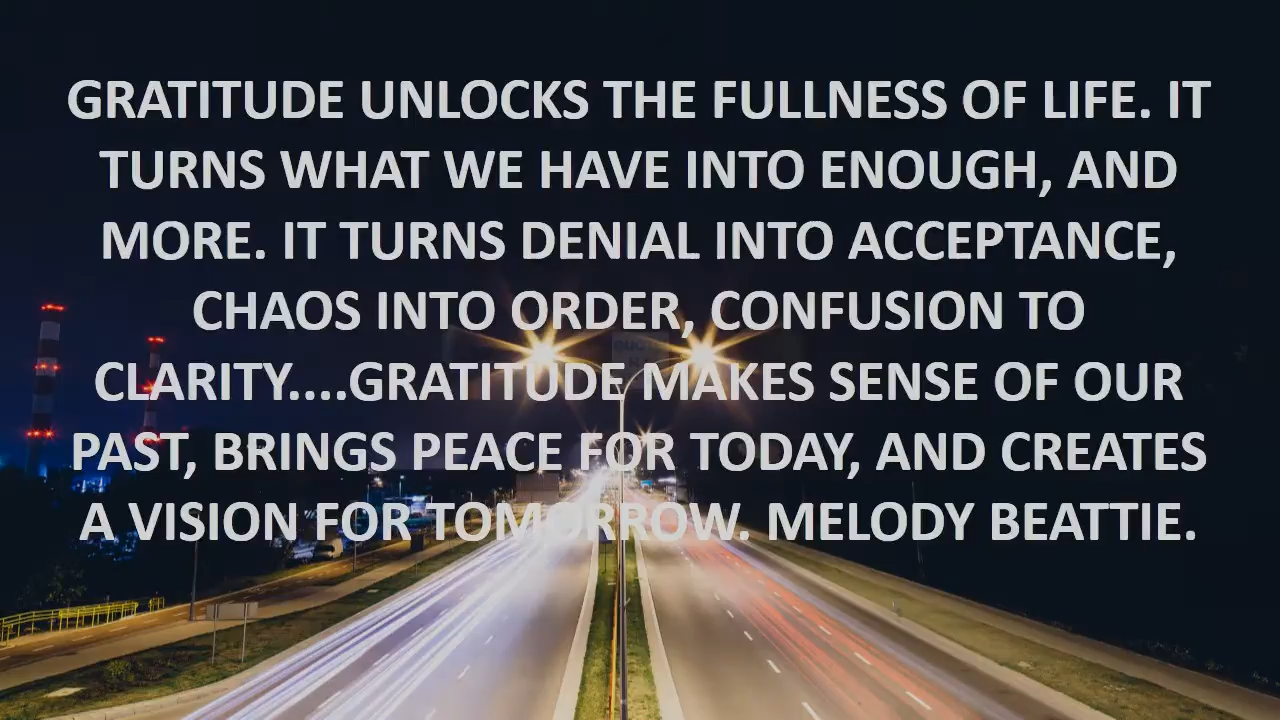 GRATITUDE UNLOCKS THE FULLNESS OF LIFE. IT
TURNS WHAT WE HAVE INTO ENOUGH, AND
MORE. IT TURNS DENIAL INTO ACCEPTANCE,
CHAOS INTO ORDER, CONFUSION TO
CLARITY....GRATITUDE MAKES SENSE OF OUR
PAST, BRINGS PEACE FOR TODAY, AND CREATES
A VISION FOR TOMORROW. MELODY BEATTIE.